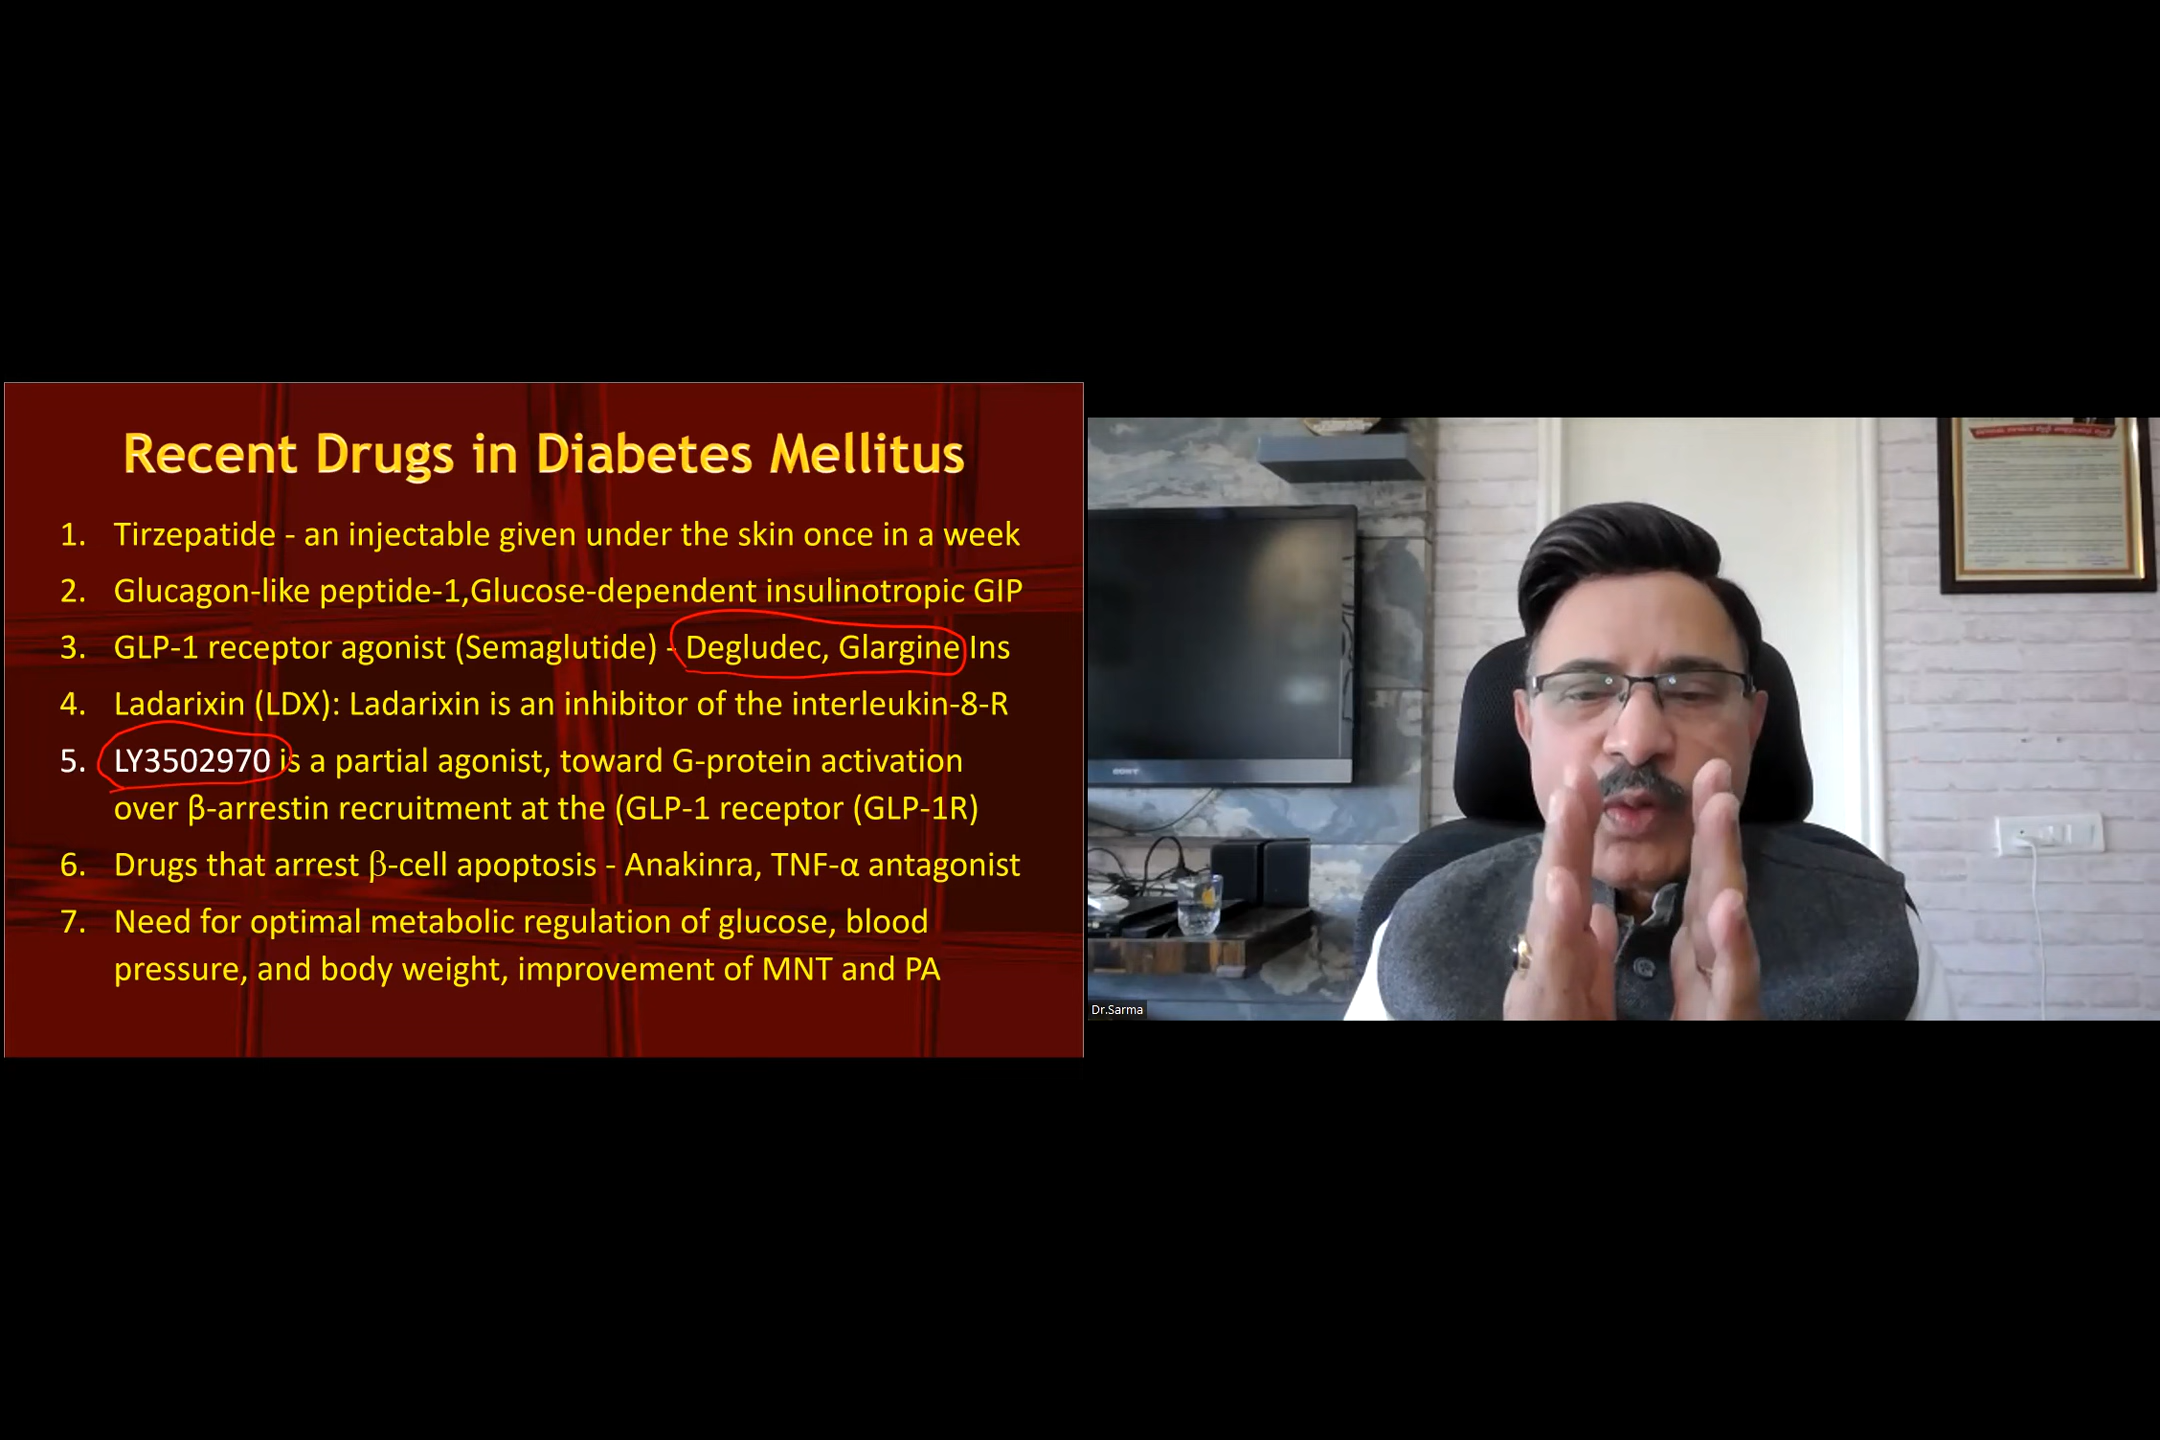 Recent Drugs in Diabetes Mellitus
1. Tirzepatide - an injectable given under the skin once in a week
2. Glucagon-like peptide-1,Glucose-dependent insulinotropic GIP
3. GLP-1 receptor agonist (Semaglutide) - Degludec, Glargine Ins
4. Ladarixin (LDX): Ladarixin is an inhibitor of the interleukin-8-R
5. LY3502970 is a partial agonist, toward G-protein activation
over β-arrestin recruitment at the (GLP-1 receptor (GLP-1R)
6. Drugs that arrest β-cell apoptosis - Anakinra, TNF-α antagonist
7. Need for optimal metabolic regulation of glucose, blood
pressure, and body weight, improvement of MNT and PA
SONY
Dr.Sarma